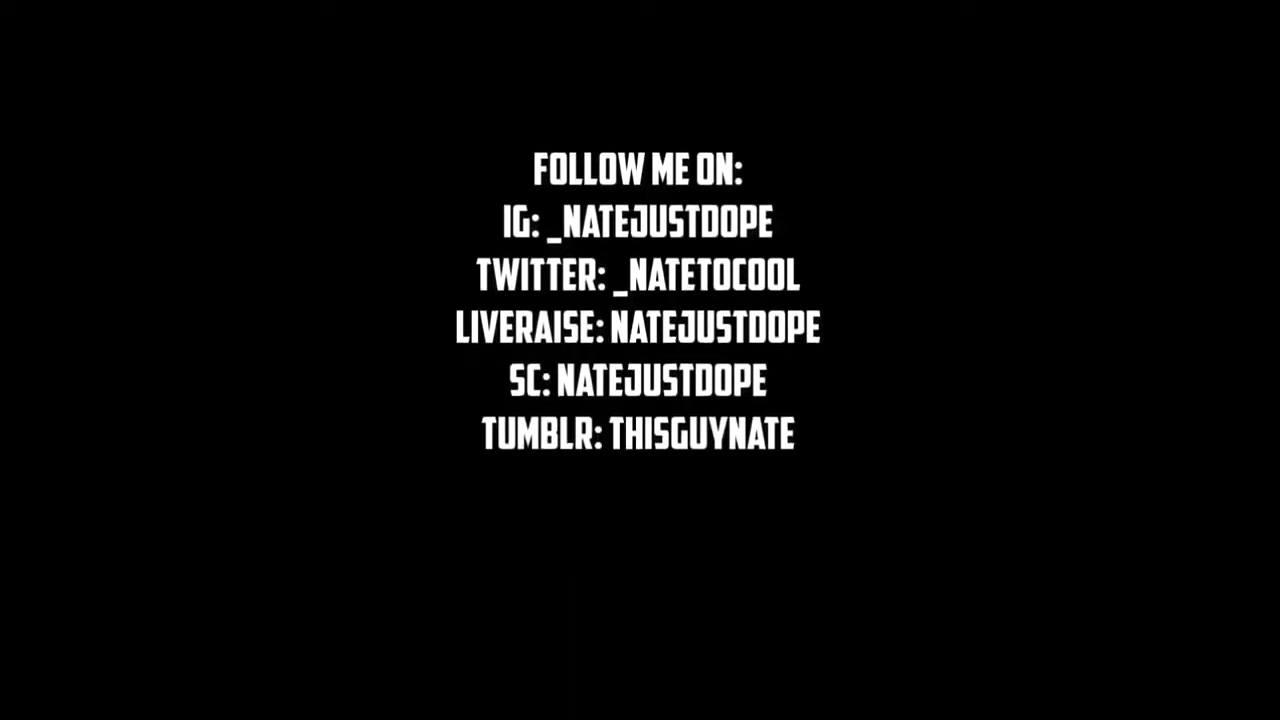 FOLLOW ME ON:
IG: _NATEJUSTDOPE
TWITTER: _NATETOCOOL
LIVERAISE: NATEJUSTDOPE
SC: NATEJUSTDOPE
TUMBLR: THISGUYNATE